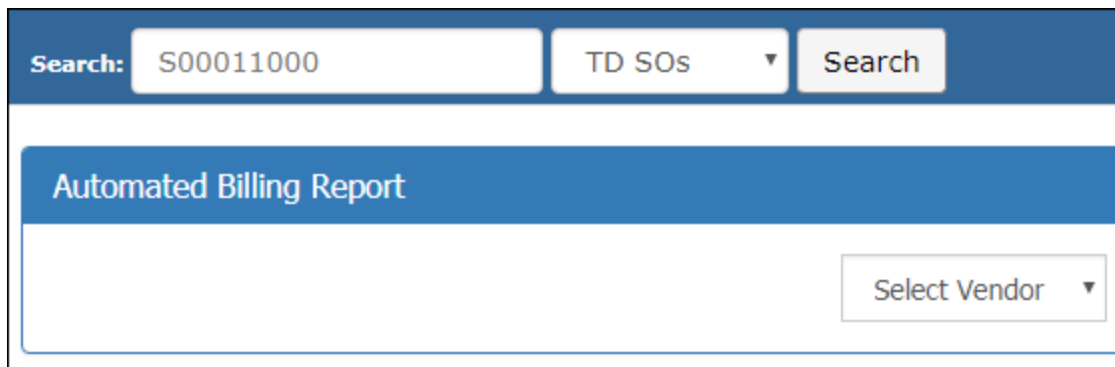 Search: S00011000 TD SOs Search
Automated Billing Report
Select Vendor